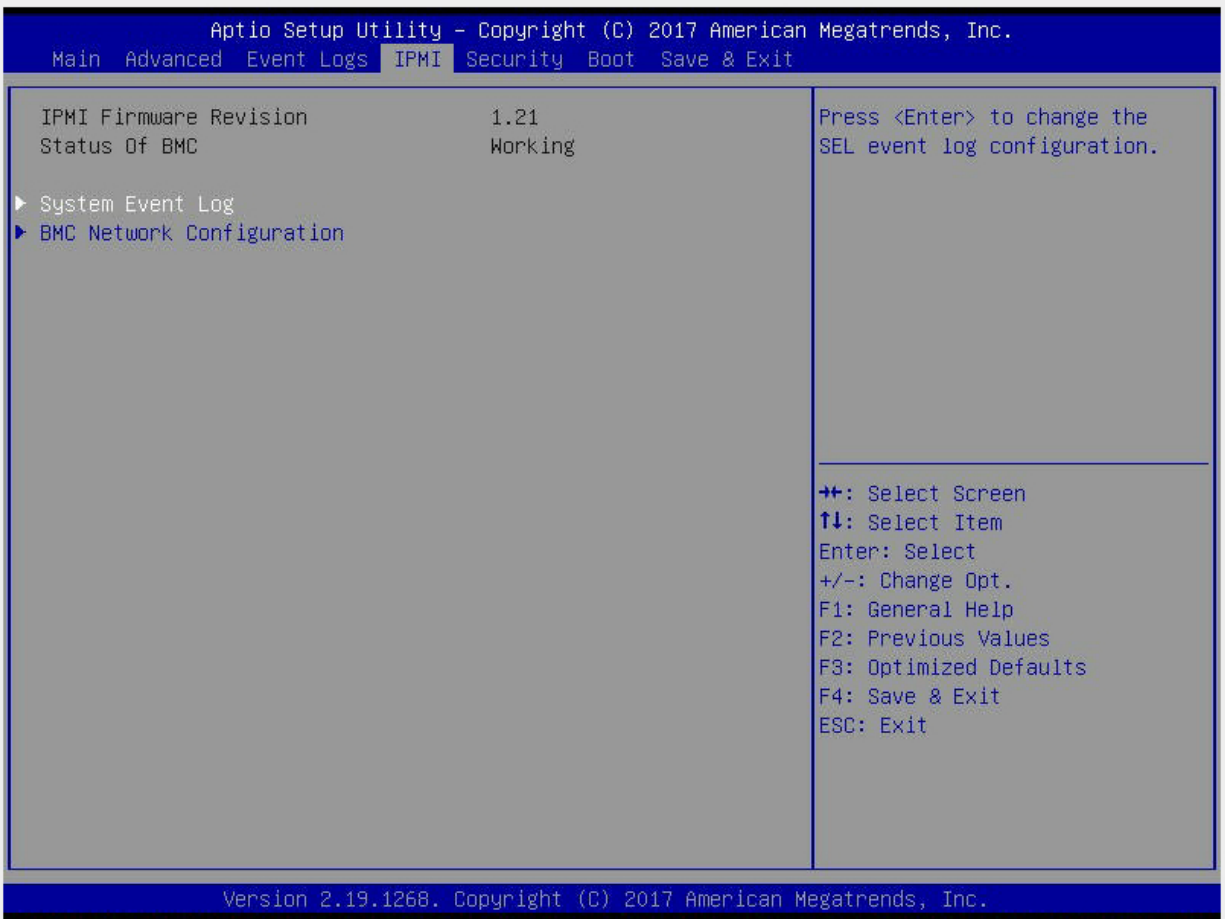 Aptio Setup Utility – Copyright (C) 2017 American Megatrends, Inc.
Main Advanced Event Logs IPMI Security Boot Save & Exit
IPMI Firmware Revision 1.21
Status Of BMC Working
▶ System Event Log
▶ BMC Network Configuration
Press <Enter> to change the
SEL event log configuration.
→←: Select Screen
↑↓: Select Item
Enter: Select
+/-: Change Opt.
F1: General Help
F2: Previous Values
F3: Optimized Defaults
F4: Save & Exit
ESC: Exit
Version 2.19.1268. Copyright (C) 2017 American Megatrends, Inc.